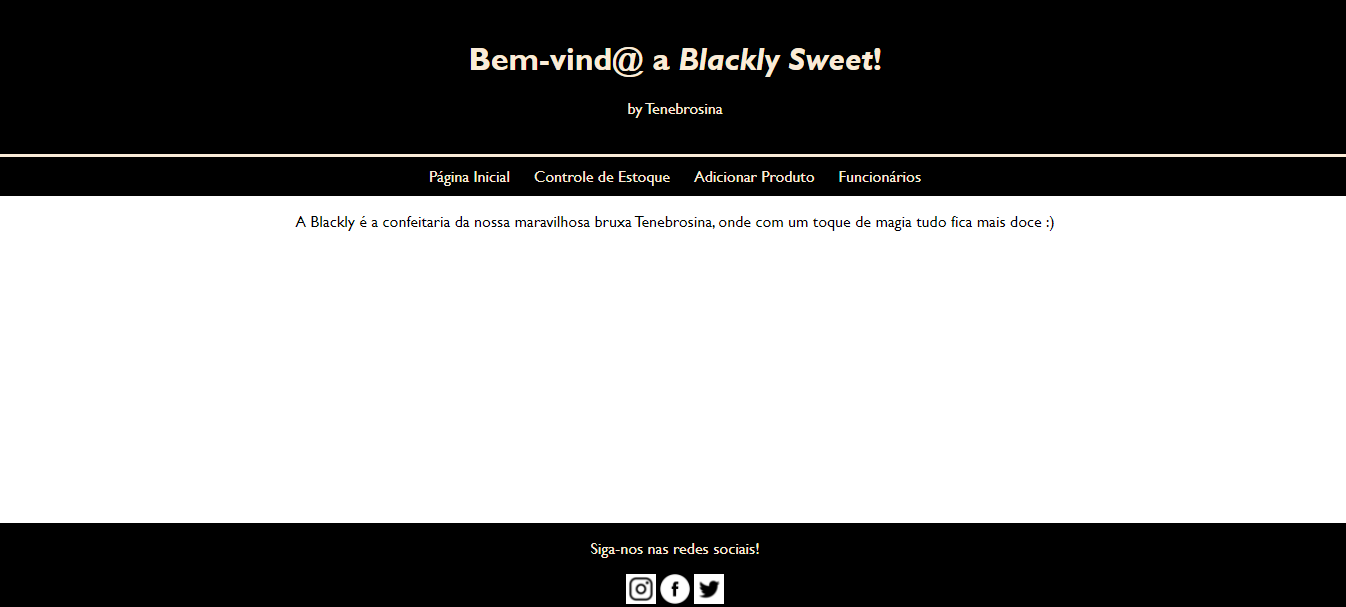 Bem-vind@ a Blackly Sweet!
by Tenebrosina
Página Inicial Controle de Estoque Adicionar Produto Funcionários
A Blackly é a confeitaria da nossa maravilhosa bruxa Tenebrosina, onde com um toque de magia tudo fica mais doce :)
Siga-nos nas redes sociais!